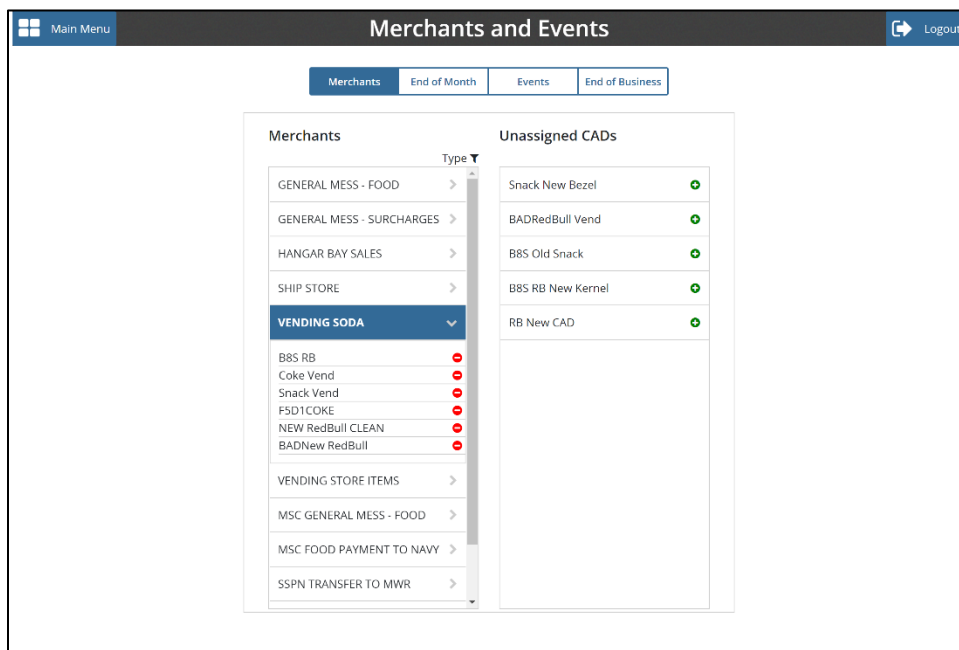 Main Menu
Merchants and Events
Logout
Merchants
End of Month
Events
End of Business
Merchants
Type
GENERAL MESS - FOOD
GENERAL MESS - SURCHARGES
HANGAR BAY SALES
SHIP STORE
VENDING SODA
B8S RB
Coke Vend
Snack Vend
F5D1COKE
NEW RedBull CLEAN
BADNew RedBull
VENDING STORE ITEMS
MSC GENERAL MESS - FOOD
MSC FOOD PAYMENT TO NAVY
SSPN TRANSFER TO MWR
Unassigned CADs
Snack New Bezel
BADRedBull Vend
B8S Old Snack
B8S RB New Kernel
RB New CAD